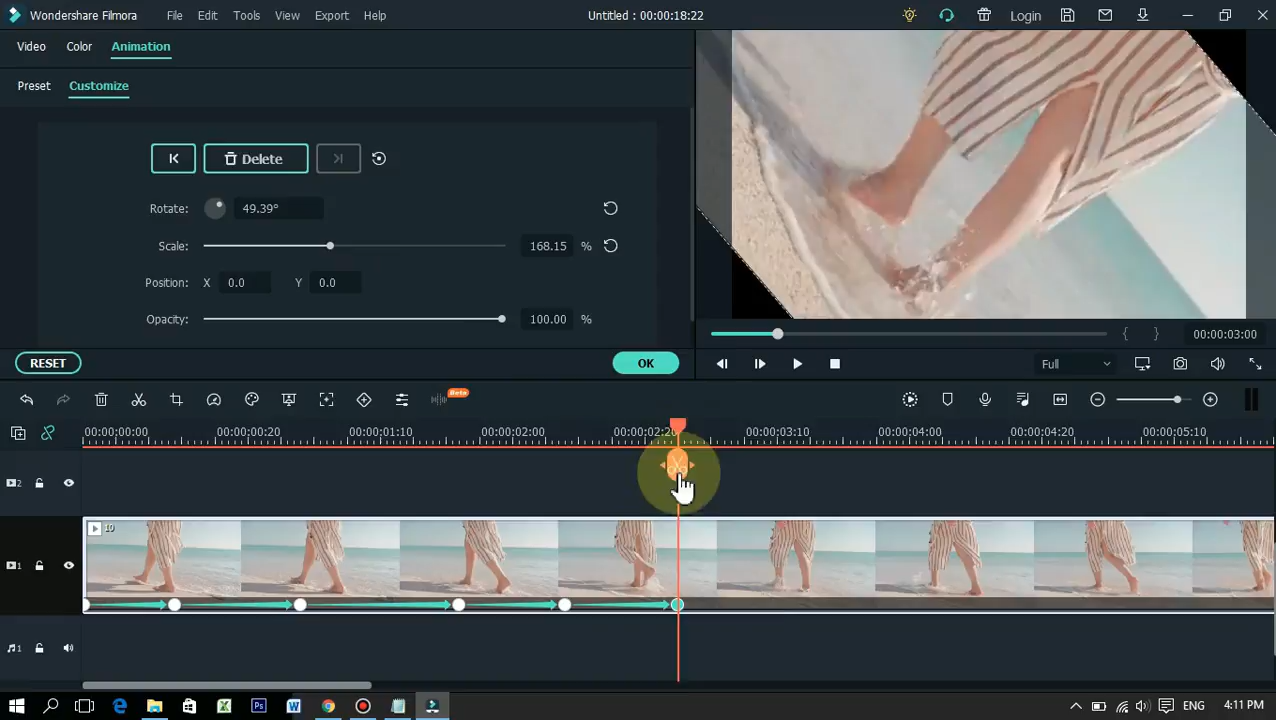 Wondershare Filmora File Edit Tools View Export Help Untitled : 00:00:18:22 Login
Video Color Animation
Preset Customize
Delete
Rotate: 49.39°
Scale: 168.15 %
Position: X 0.0 Y 0.0
Opacity: 100.00 %
00:00:03:00
RESET OK
Full
Beta
00:00:00:00 00:00:00:20 00:00:01:10 00:00:02:00 00:00:02:20 00:00:03:10 00:00:04:00 00:00:04:20 00:00:05:10
2
10
1
1
ENG 4:11 PM